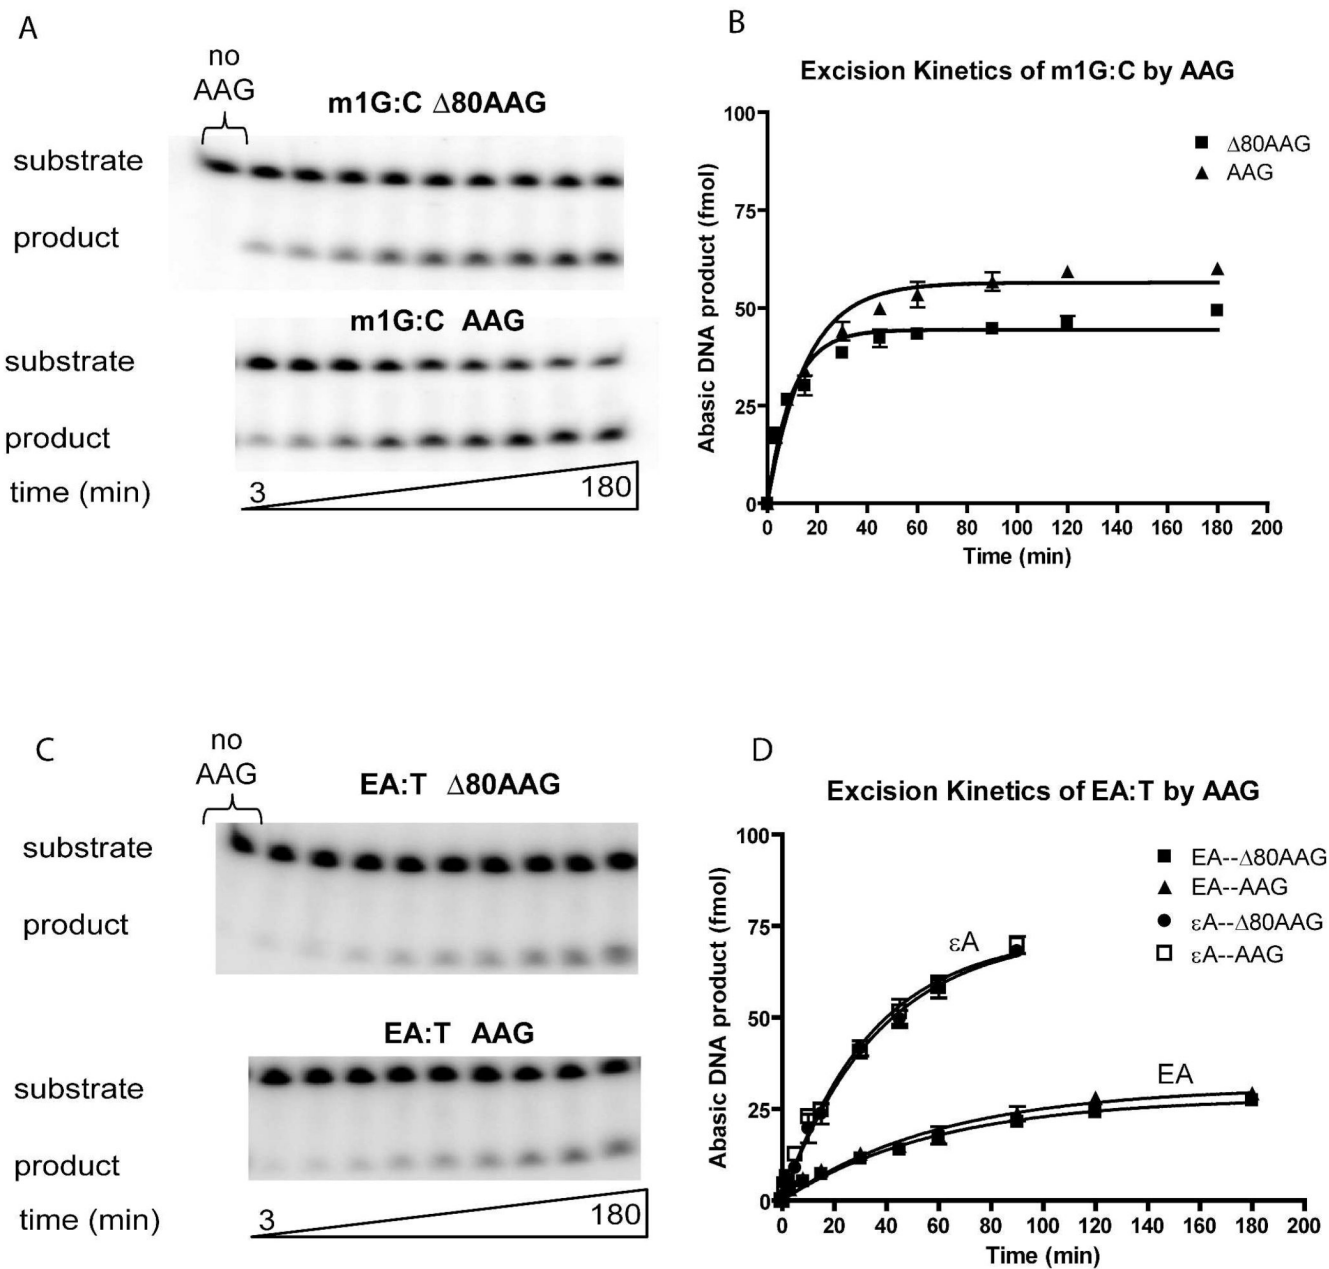 A
no
AAG
m1G:C Δ80AAG
substrate
product
m1G:C AAG
substrate
product
time (min)
3
180
B
Excision Kinetics of m1G:C by AAG
Abasic DNA product (fmol)
100
75
50
25
0
Δ80AAG
AAG
0 20 40 60 80 100 120 140 160 180 200
Time (min)
C
no
AAG
EA:T Δ80AAG
substrate
product
EA:T AAG
substrate
product
time (min)
3
180
D
Excision Kinetics of EA:T by AAG
Abasic DNA product (fmol)
100
75
50
25
0
EA--Δ80AAG
EA--AAG
εA--Δ80AAG
εA--AAG
εA
EA
0 20 40 60 80 100 120 140 160 180 200
Time (min)